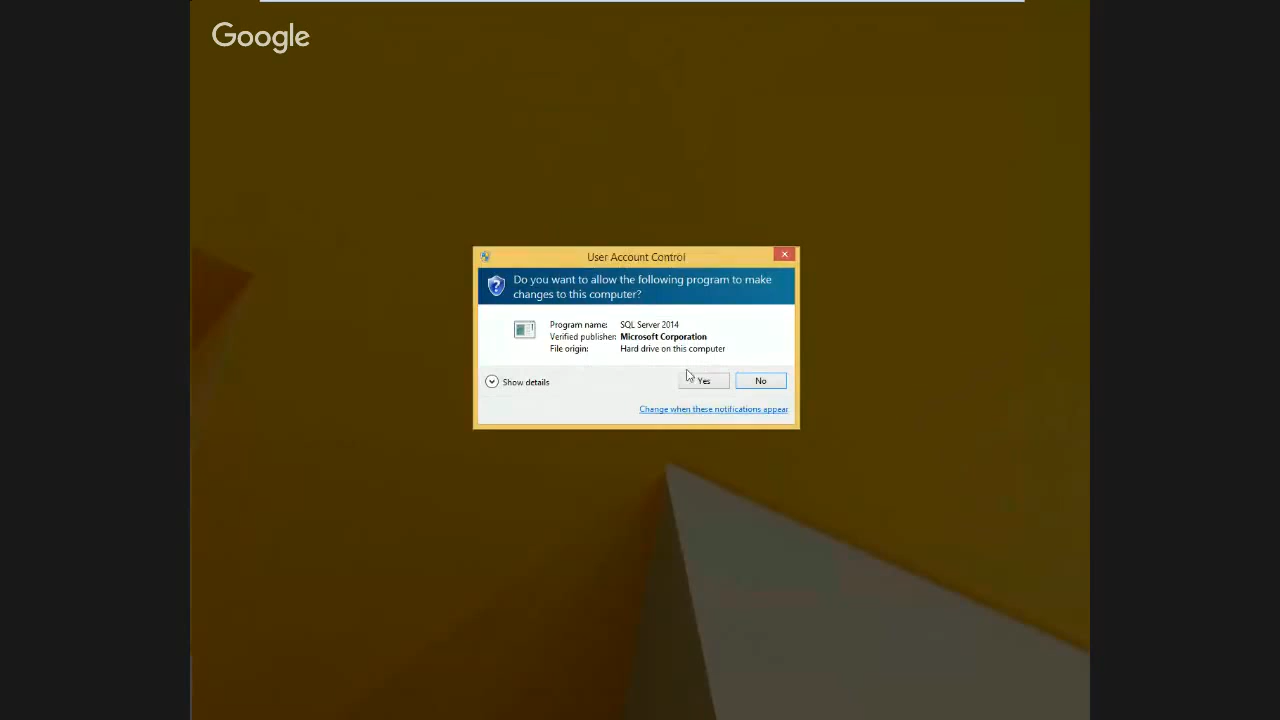 Google
User Account Control
Do you want to allow the following program to make
changes to this computer?
Program name: SQL Server 2014
Verified publisher: Microsoft Corporation
File origin: Hard drive on this computer
Show details
Yes
No
Change when these notifications appear